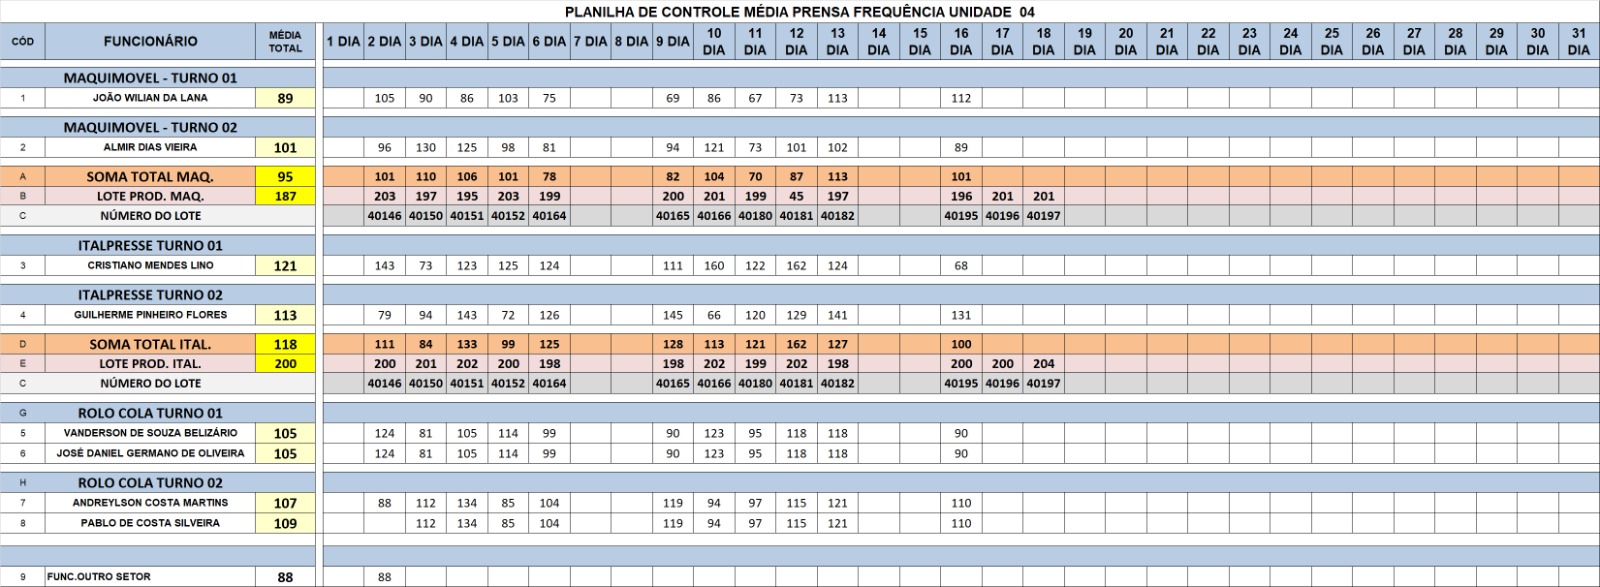 PLANILHA DE CONTROLE MÉDIA PRENSA FREQUÊNCIA UNIDADE 04
CÓD FUNCIONÁRIO MÉDIA TOTAL 1 DIA 2 DIA 3 DIA 4 DIA 5 DIA 6 DIA 7 DIA 8 DIA 9 DIA 10 DIA 11 DIA 12 DIA 13 DIA 14 DIA 15 DIA 16 DIA 17 DIA 18 DIA 19 DIA 20 DIA 21 DIA 22 DIA 23 DIA 24 DIA 25 DIA 26 DIA 27 DIA 28 DIA 29 DIA 30 DIA 31 DIA
MAQUIMOVEL - TURNO 01
1 JOÃO WILIAN DA LANA 89 105 90 86 103 75 69 86 67 73 113 112
MAQUIMOVEL - TURNO 02
2 ALMIR DIAS VIEIRA 101 96 130 125 98 81 94 121 73 101 102 89
A SOMA TOTAL MAQ. 95 101 110 106 101 78 82 104 70 87 113 101
B LOTE PROD. MAQ. 187 203 197 195 203 199 200 201 199 45 197 196 201 201
C NÚMERO DO LOTE 40146 40150 40151 40152 40164 40165 40166 40180 40181 40182 40195 40196 40197
ITALPRESSE TURNO 01
3 CRISTIANO MENDES LINO 121 143 73 123 125 124 111 160 122 162 124 68
ITALPRESSE TURNO 02
4 GUILHERME PINHEIRO FLORES 113 79 94 143 72 126 145 66 120 129 141 131
D SOMA TOTAL ITAL. 118 111 84 133 99 125 128 113 121 162 127 100
E LOTE PROD. ITAL. 200 200 201 202 200 198 198 202 199 202 198 200 200 204
C NÚMERO DO LOTE 40146 40150 40151 40152 40164 40165 40166 40180 40181 40182 40195 40196 40197
G ROLO COLA TURNO 01
5 VANDERSON DE SOUZA BELIZÁRIO 105 124 81 105 114 99 90 123 95 118 118 90
6 JOSÉ DANIEL GERMANO DE OLIVEIRA 105 124 81 105 114 99 90 123 95 118 118 90
H ROLO COLA TURNO 02
7 ANDREYLSON COSTA MARTINS 107 88 112 134 85 104 119 94 97 115 121 110
8 PABLO DE COSTA SILVEIRA 109 112 134 85 104 119 94 97 115 121 110
9 FUNC.OUTRO SETOR 88 88